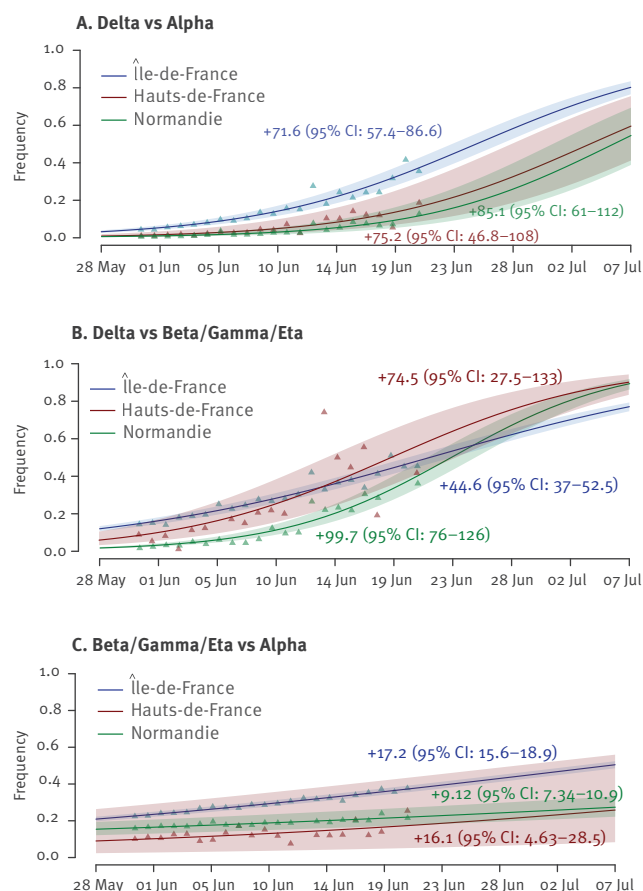 A. Delta vs Alpha
1.0
0.8
0.6
0.4
0.2
0.0
Frequency
Île-de-France
Hauts-de-France
Normandie
+71.6 (95% CI: 57.4–86.6)
+85.1 (95% CI: 61–112)
+75.2 (95% CI: 46.8–108)
28 May 01 Jun 05 Jun 10 Jun 14 Jun 19 Jun 23 Jun 28 Jun 02 Jul 07 Jul
B. Delta vs Beta/Gamma/Eta
1.0
0.8
0.6
0.4
0.2
0.0
Frequency
Île-de-France
Hauts-de-France
Normandie
+74.5 (95% CI: 27.5–133)
+44.6 (95% CI: 37–52.5)
+99.7 (95% CI: 76–126)
28 May 01 Jun 05 Jun 10 Jun 14 Jun 19 Jun 23 Jun 28 Jun 02 Jul 07 Jul
C. Beta/Gamma/Eta vs Alpha
1.0
0.8
0.6
0.4
0.2
0.0
Frequency
Île-de-France
Hauts-de-France
Normandie
+17.2 (95% CI: 15.6–18.9)
+9.12 (95% CI: 7.34–10.9)
+16.1 (95% CI: 4.63–28.5)
28 May 01 Jun 05 Jun 10 Jun 14 Jun 19 Jun 23 Jun 28 Jun 02 Jul 07 Jul